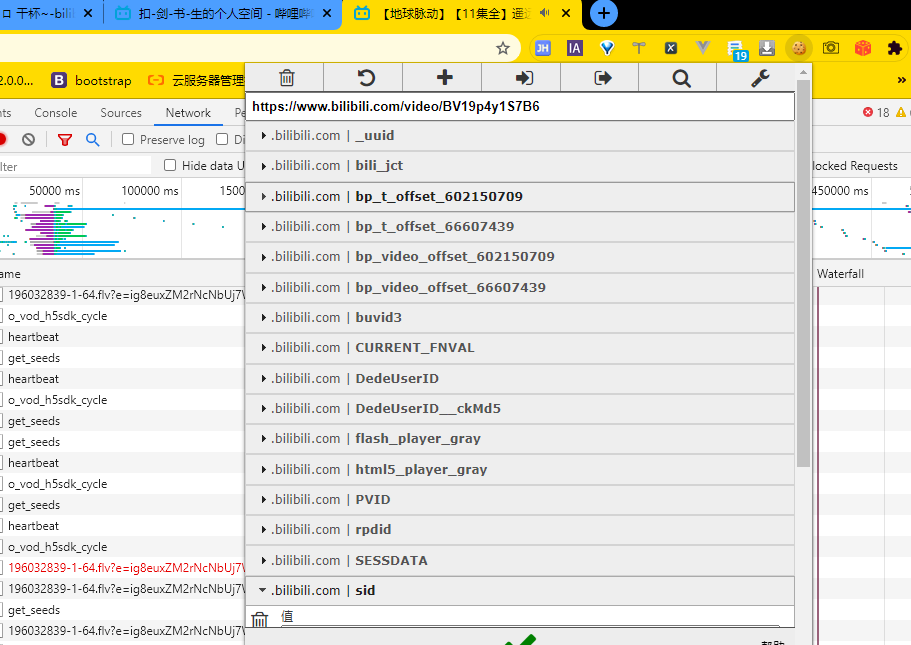 干杯~-bili
扣-剑-书-生的个人空间 - 哔哩哔
【地球脉动】【11集全】遥
JH
IA
19
2.0.0...
B bootstrap
云服务器管理
»
nts
Console
Sources
Network
Pe
18
Preserve log
Di
lter
Hide data U
locked Requests
50000 ms
100000 ms
1500
450000 ms
ame
Waterfall
196032839-1-64.flv?e=ig8euxZM2rNcNbUj7V
o_vod_h5sdk_cycle
heartbeat
get_seeds
heartbeat
o_vod_h5sdk_cycle
get_seeds
get_seeds
heartbeat
o_vod_h5sdk_cycle
get_seeds
heartbeat
o_vod_h5sdk_cycle
196032839-1-64.flv?e=ig8euxZM2rNcNbUj7V
196032839-1-64.flv?e=ig8euxZM2rNcNbUj7V
get_seeds
196032839-1-64.flv?e=ig8euxZM2rNcNbUj7V
https://www.bilibili.com/video/BV19p4y1S7B6
.bilibili.com | _uuid
.bilibili.com | bili_jct
.bilibili.com | bp_t_offset_602150709
.bilibili.com | bp_t_offset_66607439
.bilibili.com | bp_video_offset_602150709
.bilibili.com | bp_video_offset_66607439
.bilibili.com | buvid3
.bilibili.com | CURRENT_FNVAL
.bilibili.com | DedeUserID
.bilibili.com | DedeUserID__ckMd5
.bilibili.com | flash_player_gray
.bilibili.com | html5_player_gray
.bilibili.com | PVID
.bilibili.com | rpdid
.bilibili.com | SESSDATA
.bilibili.com | sid
值
帮助